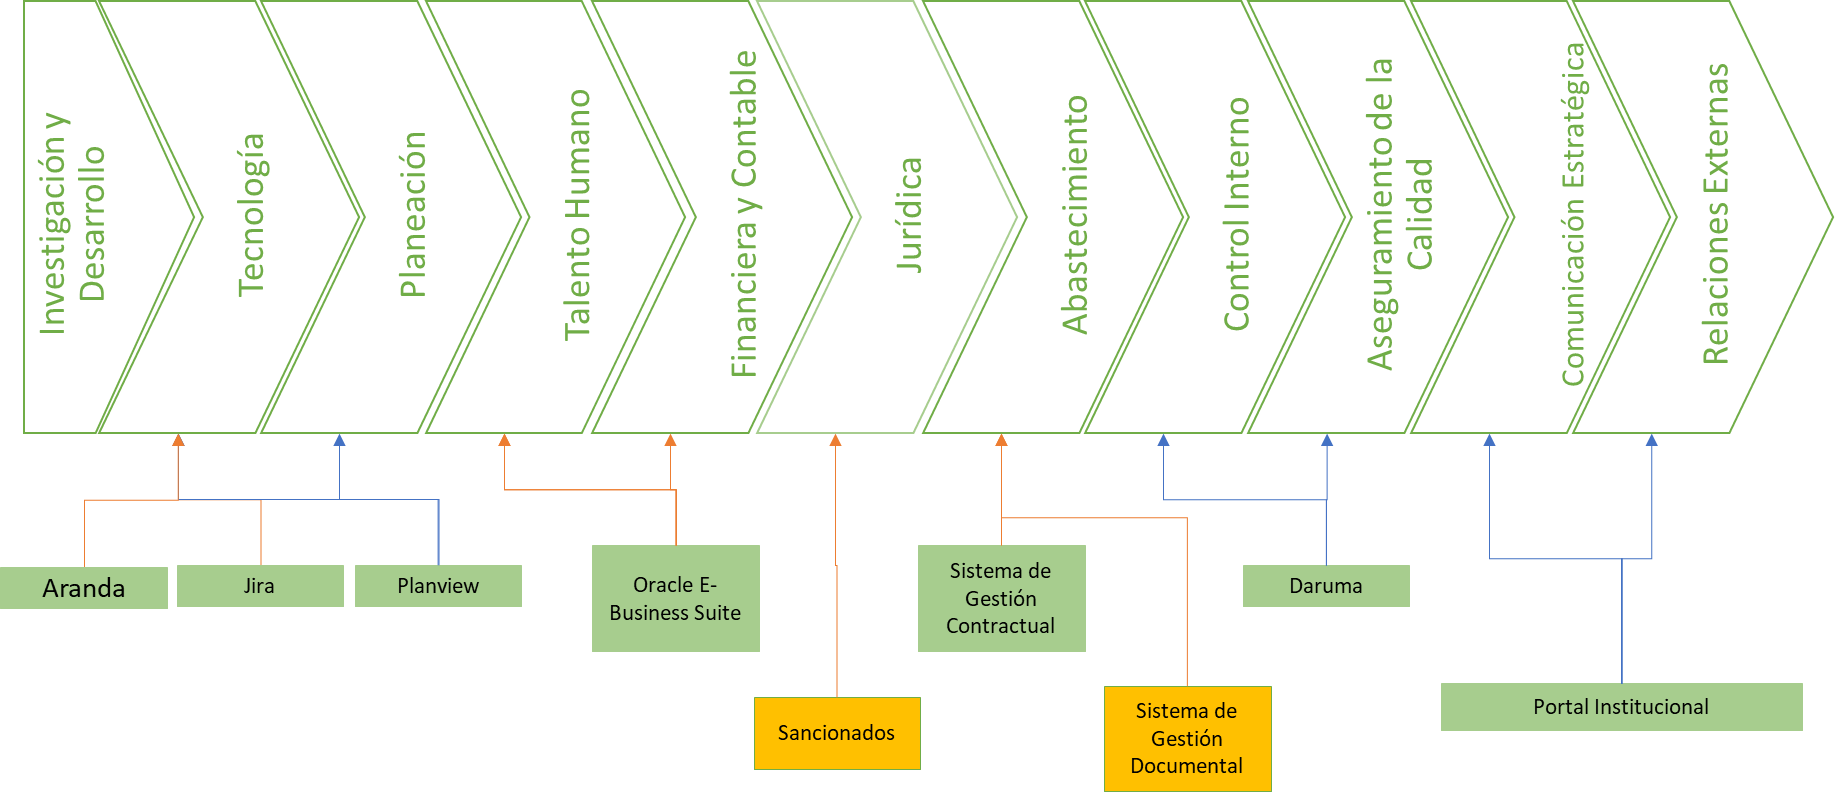 Investigación y
Desarrollo
Tecnología
Planeación
Talento Humano
Financiera y Contable
Jurídica
Abastecimiento
Control Interno
Aseguramiento de la
Calidad
Comunicación Estratégica
Relaciones Externas
Aranda
Jira
Planview
Oracle E-
Business Suite
Sistema de
Gestión
Contractual
Daruma
Sancionados
Sistema de
Gestión
Documental
Portal Institucional